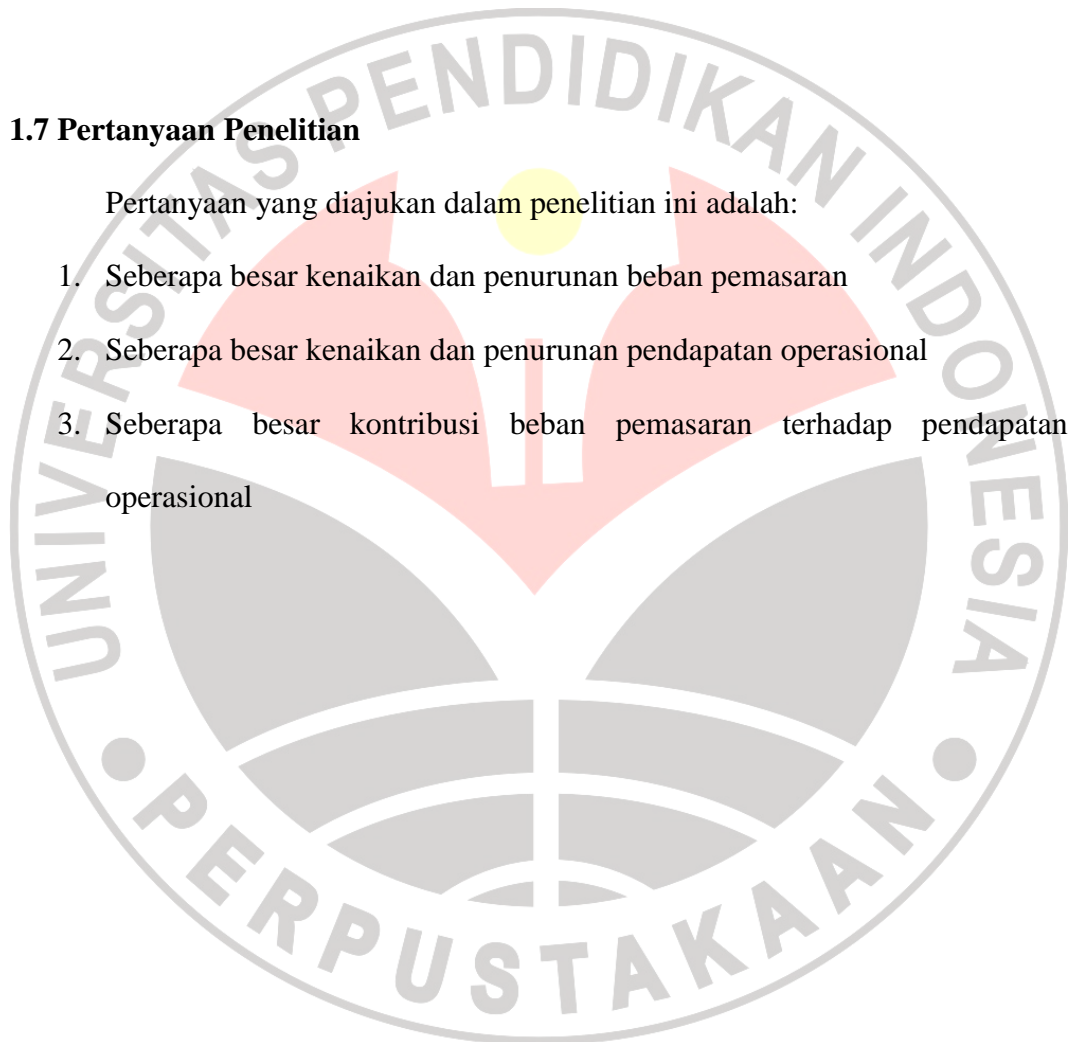 1.7 Pertanyaan Penelitian
Pertanyaan yang diajukan dalam penelitian ini adalah:
1. Seberapa besar kenaikan dan penurunan beban pemasaran
2. Seberapa besar kenaikan dan penurunan pendapatan operasional
3. Seberapa besar kontribusi beban pemasaran terhadap pendapatan
operasional
UNIVERSITAS PENDIDIKAN INDONESIA
PERPUSTAKAAN